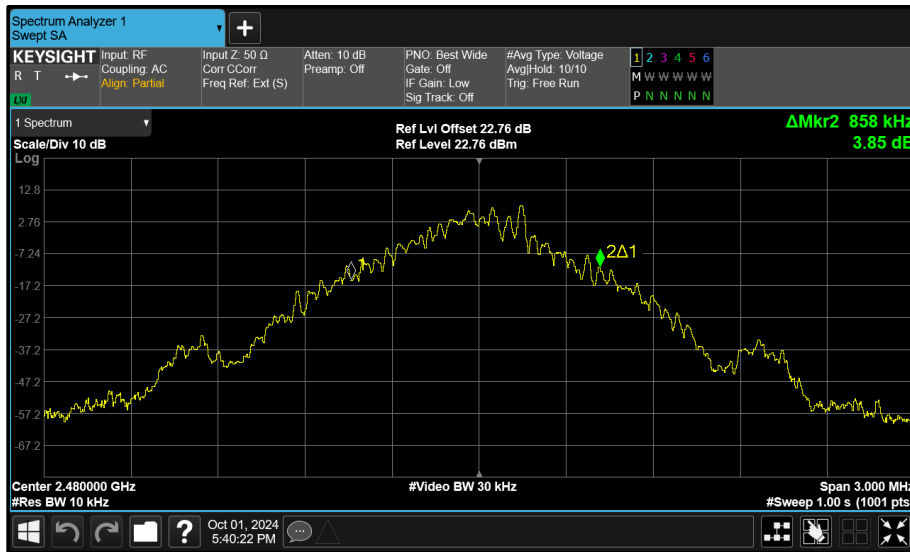 Spectrum Analyzer 1
Swept SA
KEYSIGHT
R T
LXI
Input: RF
Coupling: AC
Align: Partial
Input Z: 50 Ω
Corr CCorr
Freq Ref: Ext (S)
Atten: 10 dB
Preamp: Off
PNO: Best Wide
Gate: Off
IF Gain: Low
Sig Track: Off
#Avg Type: Voltage
Avg|Hold: 10/10
Trig: Free Run
1 2 3 4 5 6
M W W W W W
P N N N N N
1 Spectrum
Scale/Div 10 dB
Log
Ref Lvl Offset 22.76 dB
Ref Level 22.76 dBm
ΔMkr2 858 kHz
3.85 dB
12.8
2.76
-7.24
-17.2
-27.2
-37.2
-47.2
-57.2
-67.2
1
2Δ1
Center 2.480000 GHz
#Res BW 10 kHz
#Video BW 30 kHz
Span 3.000 MHz
#Sweep 1.00 s (1001 pts
?
Oct 01, 2024
5:40:22 PM